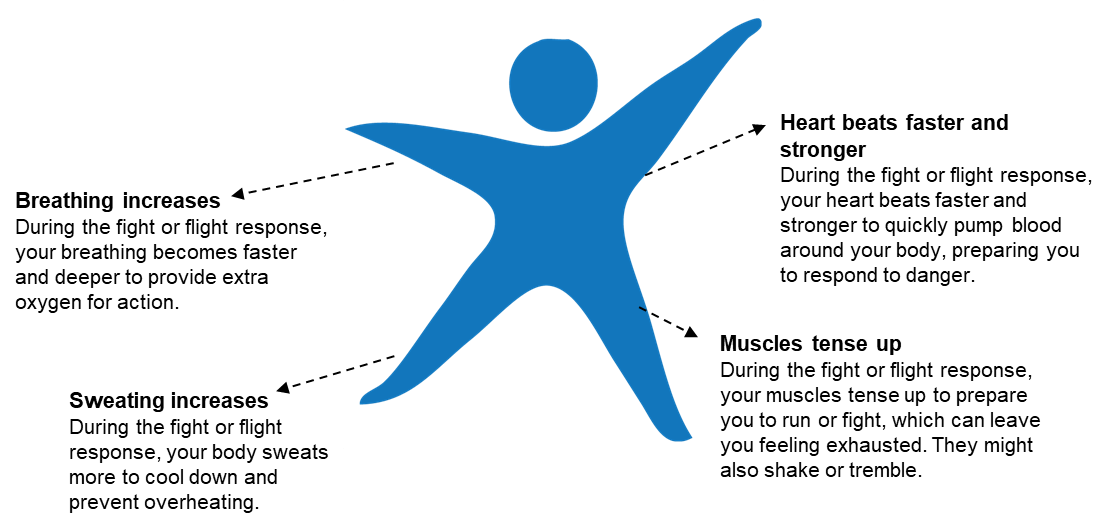 Breathing increases
During the fight or flight response,
your breathing becomes faster
and deeper to provide extra
oxygen for action.
Sweating increases
During the fight or flight
response, your body sweats
more to cool down and
prevent overheating.
Heart beats faster and
stronger
During the fight or flight response,
your heart beats faster and
stronger to quickly pump blood
around your body, preparing you
to respond to danger.
Muscles tense up
During the fight or flight response,
your muscles tense up to prepare
you to run or fight, which can leave
you feeling exhausted. They might
also shake or tremble.